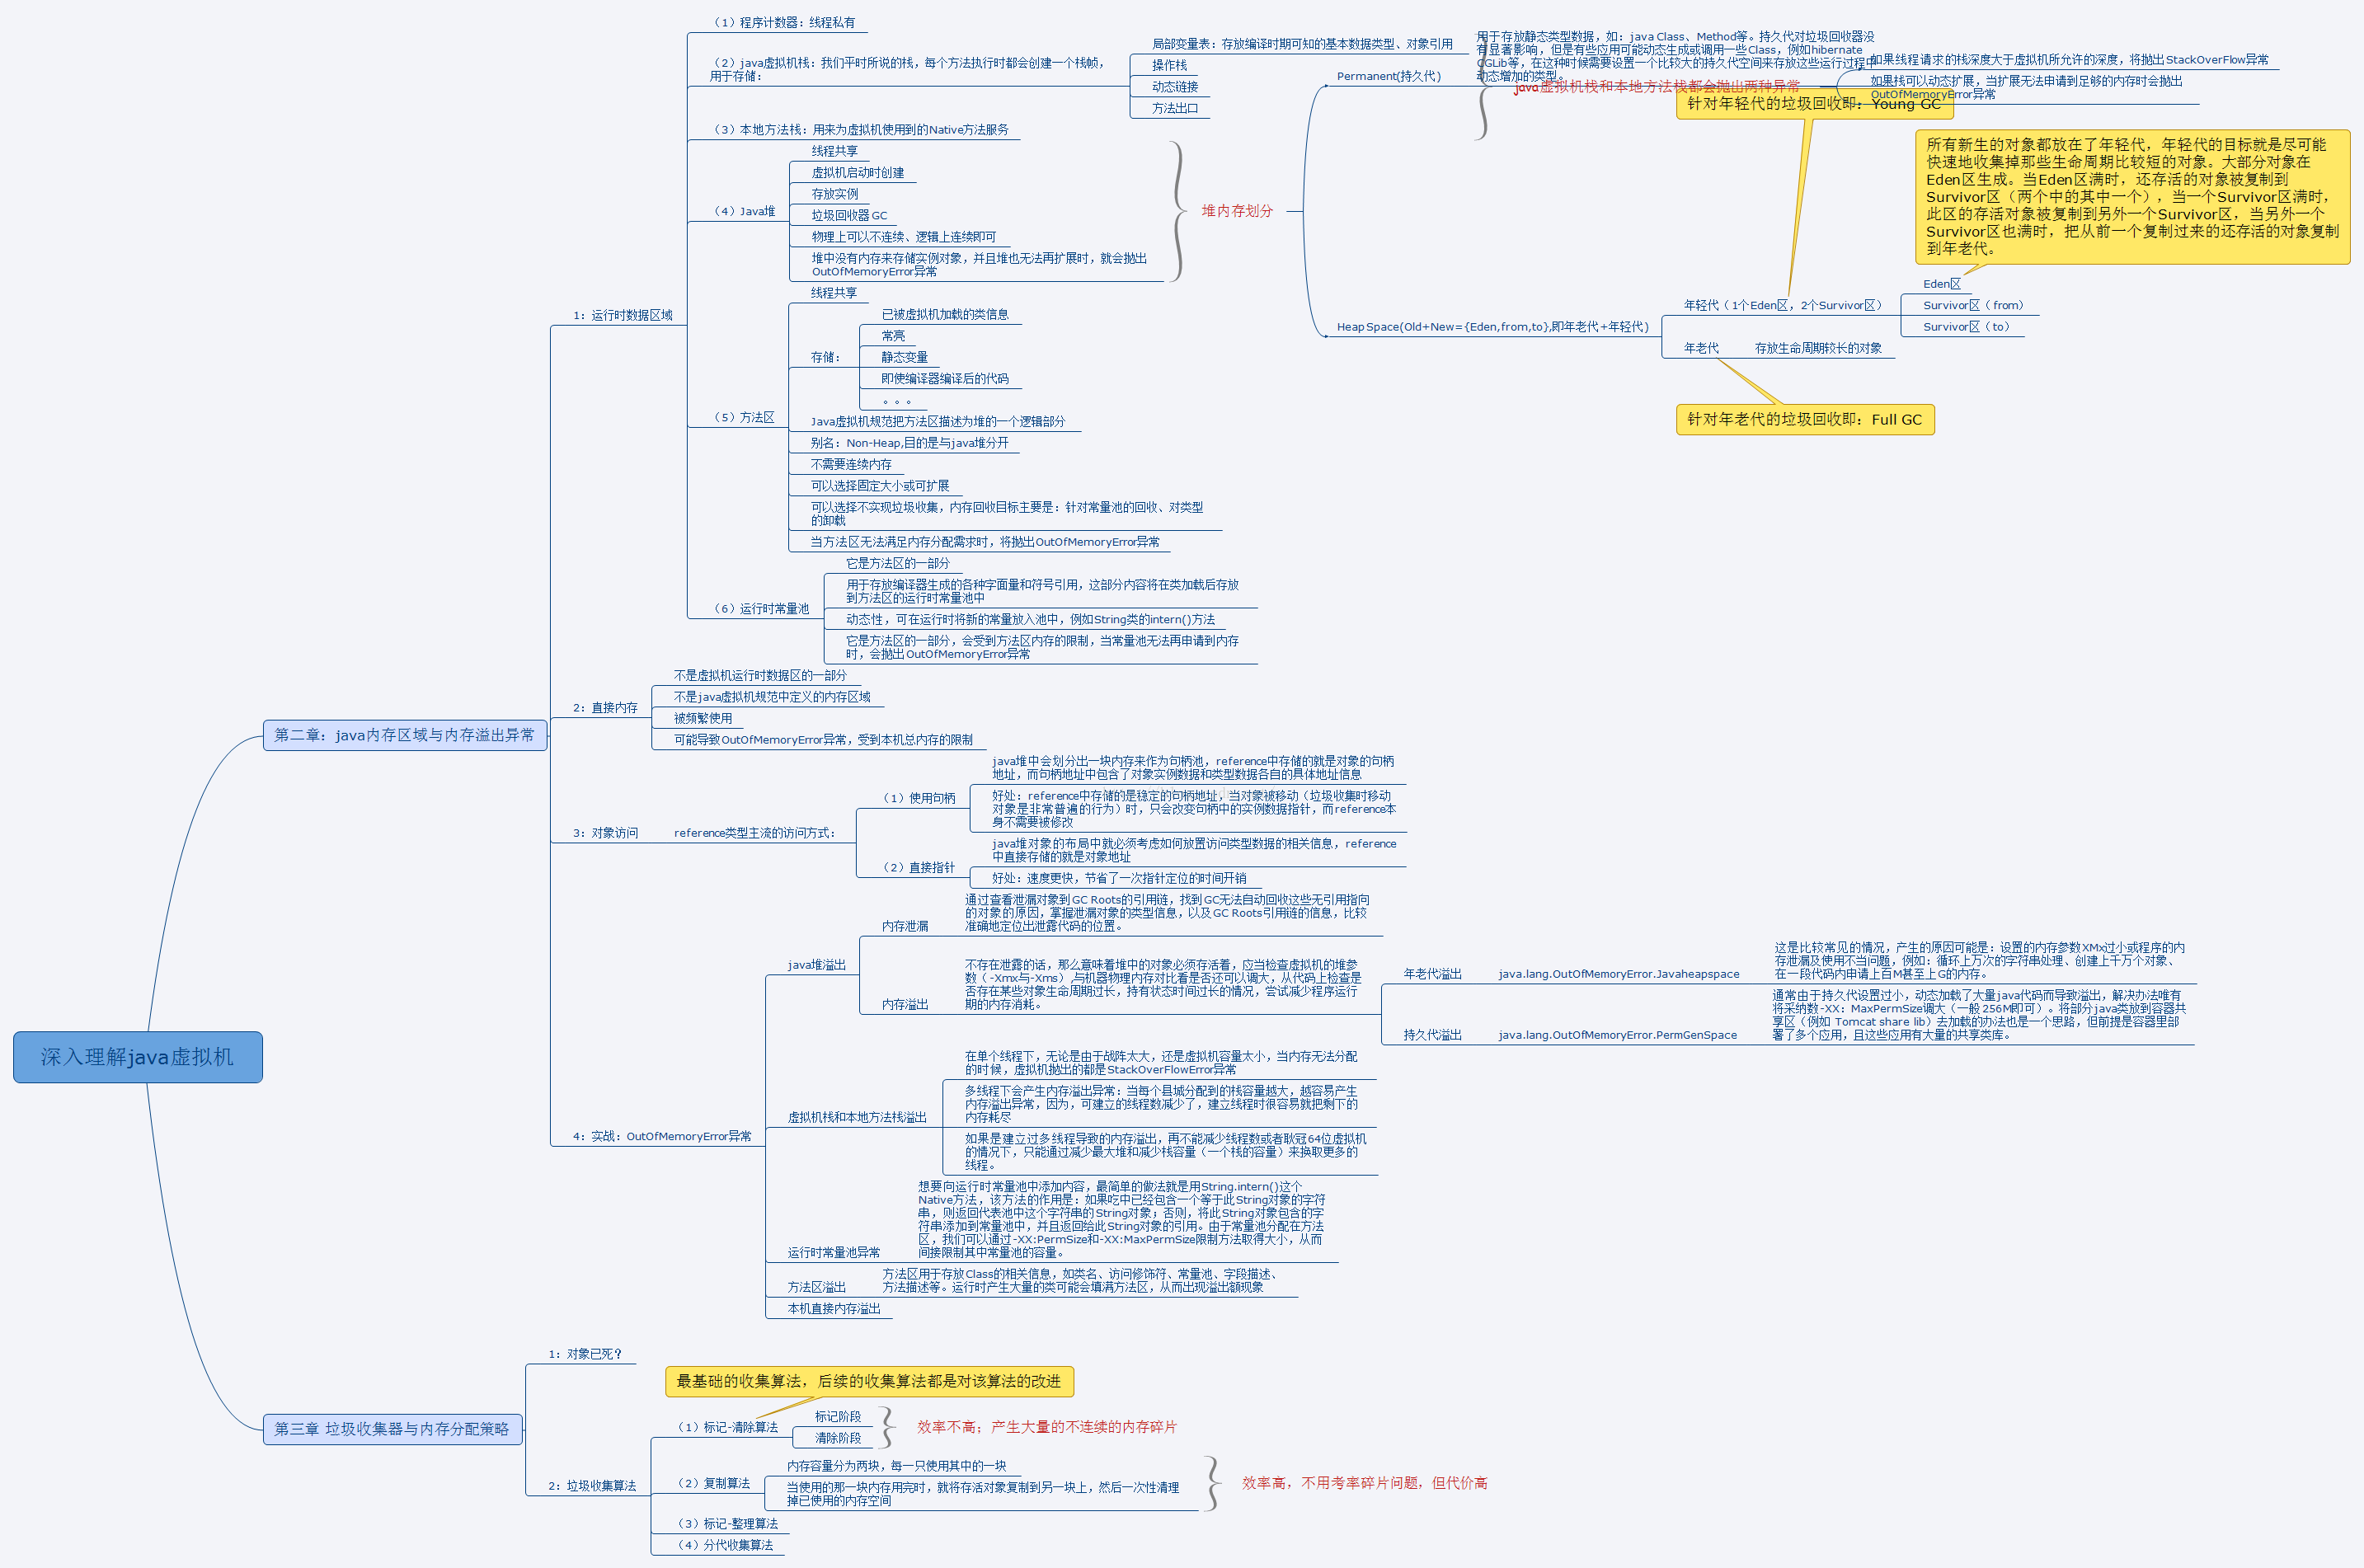 深入理解java虚拟机
第二章：java内存区域与内存溢出异常
1：运行时数据区域
（1）程序计数器：线程私有
（2）java虚拟机栈：我们平时所说的栈，每个方法执行时都会创建一个栈帧，
用于存储：
局部变量表：存放编译时期可知的基本数据类型、对象引用
操作栈
动态链接
方法出口
java虚拟机栈和本地方法栈都会抛出两种异常
如果线程请求的栈深度大于虚拟机所允许的深度，将抛出StackOverFlow异常
如果栈可以动态扩展，当扩展无法申请到足够的内存时会抛出
OutOfMemoryError异常
（3）本地方法栈：用来为虚拟机使用到的Native方法服务
（4）Java堆
线程共享
虚拟机启动时创建
存放实例
垃圾回收器GC
物理上可以不连续、逻辑上连续即可
堆中没有内存来存储实例对象，并且堆也无法再扩展时，就会抛出
OutOfMemoryError异常
堆内存划分
Permanent(持久代)
用于存放静态类型数据，如：java Class、Method等。持久代对垃圾回收器没
有显著影响，但是有些应用可能动态生成或调用一些Class，例如hibernate
CGLib等，在这种时候需要设置一个比较大的持久代空间来存放这些运行过程中
动态增加的类型。
HeapSpace(Old+New={Eden,from,to},即年老代+年轻代)
针对年轻代的垃圾回收即：Young GC
年轻代（1个Eden区，2个Survivor区）
所有新生的对象都放在了年轻代，年轻代的目标就是尽可能
快速地收集掉那些生命周期比较短的对象。大部分对象在
Eden区生成。当Eden区满时，还存活的对象被复制到
Survivor区（两个中的其中一个），当一个Survivor区满时，
此区的存活对象被复制到另外一个Survivor区，当另外一个
Survivor区也满时，把从前一个复制过来的还存活的对象复制
到年老代。
Eden区
Survivor区（from）
Survivor区（to）
年老代
存放生命周期较长的对象
针对年老代的垃圾回收即：Full GC
（5）方法区
线程共享
存储：
已被虚拟机加载的类信息
常亮
静态变量
即使编译器编译后的代码
。。。
Java虚拟机规范把方法区描述为堆的一个逻辑部分
别名：Non-Heap,目的是与java堆分开
不需要连续内存
可以选择固定大小或可扩展
可以选择不实现垃圾收集，内存回收目标主要是：针对常量池的回收、对类型
的卸载
当方法区无法满足内存分配需求时，将抛出OutOfMemoryError异常
（6）运行时常量池
它是方法区的一部分
用于存放编译器生成的各种字面量和符号引用，这部分内容将在类加载后存放
到方法区的运行时常量池中
动态性，可在运行时将新的常量放入池中，例如String类的intern()方法
它是方法区的一部分，会受到方法区内存的限制，当常量池无法再申请到内存
时，会抛出OutOfMemoryError异常
2：直接内存
不是虚拟机运行时数据区的一部分
不是java虚拟机规范中定义的内存区域
被频繁使用
可能导致OutOfMemoryError异常，受到本机总内存的限制
3：对象访问
reference类型主流的访问方式：
（1）使用句柄
java堆中会划分出一块内存来作为句柄池，reference中存储的就是对象的句柄
地址，而句柄地址中包含了对象实例数据和类型数据各自的具体地址信息
好处：reference中存储的是稳定的句柄地址，当对象被移动（垃圾收集时移动
对象是非常普遍的行为）时，只会改变句柄中的实例数据指针，而reference本
身不需要被修改
（2）直接指针
java堆对象的布局中就必须考虑如何放置访问类型数据的相关信息，reference
中直接存储的就是对象地址
好处：速度更快，节省了一次指针定位的时间开销
4：实战：OutOfMemoryError异常
java堆溢出
内存泄漏
通过查看泄漏对象到GC Roots的引用链，找到GC无法自动回收这些无引用指向
的对象的原因，掌握泄漏对象的类型信息，以及GC Roots引用链的信息，比较
准确地定位出泄露代码的位置。
内存溢出
不存在泄露的话，那么意味着堆中的对象必须存活着，应当检查虚拟机的堆参
数（-Xmx与-Xms）,与机器物理内存对比看是否还可以调大，从代码上检查是
否存在某些对象生命周期过长，持有状态时间过长的情况，尝试减少程序运行
期的内存消耗。
年老代溢出
java.lang.OutOfMemoryError.Javaheapspace
这是比较常见的情况，产生的原因可能是：设置的内存参数XMx过小或程序的内
存泄漏及使用不当问题，例如：循环上万次的字符串处理、创建上千万个对象、
在一段代码内申请上百M甚至上G的内存。
持久代溢出
java.lang.OutOfMemoryError.PermGenSpace
通常由于持久代设置过小，动态加载了大量java代码而导致溢出，解决办法唯有
将采纳数-XX：MaxPermSize调大（一般256M即可）。将部分java类放到容器共
享区（例如 Tomcat share lib）去加载的办法也是一个思路，但前提是容器里部
署了多个应用，且这些应用有大量的共享类库。
虚拟机栈和本地方法栈溢出
在单个线程下，无论是由于战阵太大，还是虚拟机容量太小，当内存无法分配
的时候，虚拟机抛出的都是StackOverFlowError异常
多线程下会产生内存溢出异常：当每个县城分配到的栈容量越大，越容易产生
内存溢出异常，因为，可建立的线程数减少了，建立线程时很容易就把剩下的
内存耗尽
如果是建立过多线程导致的内存溢出，再不能减少线程数或者耿冠64位虚拟机
的情况下，只能通过减少最大堆和减少栈容量（一个栈的容量）来换取更多的
线程。
运行时常量池异常
想要向运行时常量池中添加内容，最简单的做法就是用String.intern()这个
Native方法，该方法的作用是：如果吃中已经包含一个等于此String对象的字符
串，则返回代表池中这个字符串的String对象；否则，将此String对象包含的字
符串添加到常量池中，并且返回给此String对象的引用。由于常量池分配在方法
区，我们可以通过-XX:PermSize和-XX:MaxPermSize限制方法取得大小，从而
间接限制其中常量池的容量。
方法区溢出
方法区用于存放Class的相关信息，如类名、访问修饰符、常量池、字段描述、
方法描述等。运行时产生大量的类可能会填满方法区，从而出现溢出额现象
本机直接内存溢出
第三章 垃圾收集器与内存分配策略
1：对象已死？
2：垃圾收集算法
最基础的收集算法，后续的收集算法都是对该算法的改进
（1）标记-清除算法
标记阶段
清除阶段
效率不高；产生大量的不连续的内存碎片
（2）复制算法
内存容量分为两块，每一只使用其中的一块
当使用的那一块内存用完时，就将存活对象复制到另一块上，然后一次性清理
掉已使用的内存空间
效率高，不用考率碎片问题，但代价高
（3）标记-整理算法
（4）分代收集算法